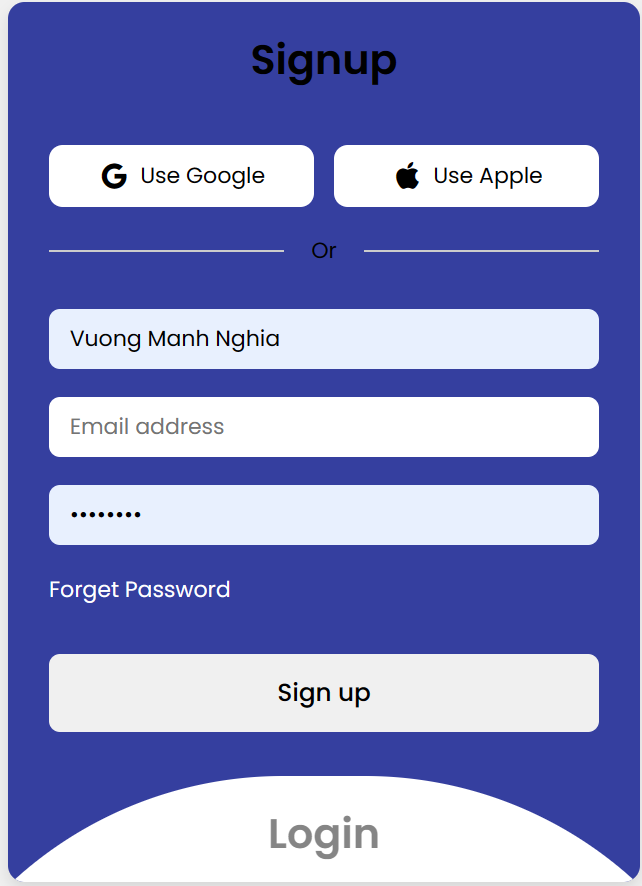 Signup
Use Google
Use Apple
Or
Vuong Manh Nghia
Email address
••••••••
Forget Password
Sign up
Login